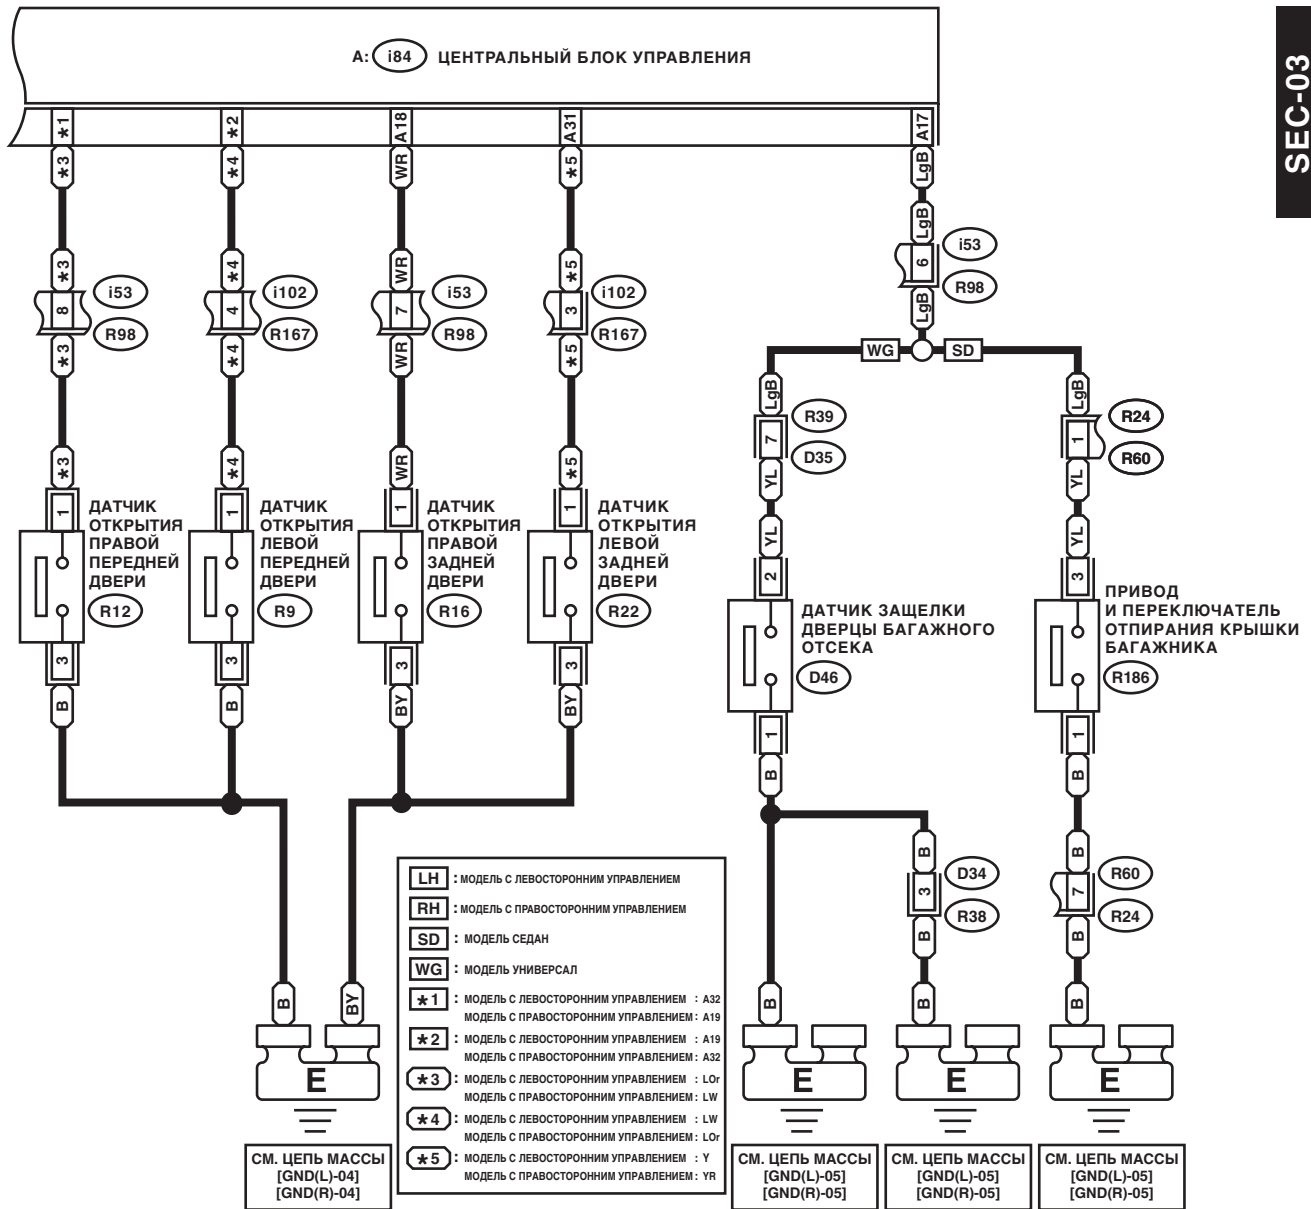 SEC-03
A: i84 ЦЕНТРАЛЬНЫЙ БЛОК УПРАВЛЕНИЯ
*1 *2 A18 A31 A17
*3 *4 WR *5 LgB
LgB
*3 *4 WR *5
6 i53
R98
8 i53 4 i102 7 i53 3 i102
R98 R167 R98 R167
LgB
*3 *4 WR *5
WG SD
LgB LgB
7 R39 1 R24
D35 R60
YL YL
*3 *4 WR *5
1 1 1 1
ДАТЧИК
ОТКРЫТИЯ
ПРАВОЙ
ПЕРЕДНЕЙ
ДВЕРИ
R12
ДАТЧИК
ОТКРЫТИЯ
ЛЕВОЙ
ПЕРЕДНЕЙ
ДВЕРИ
R9
ДАТЧИК
ОТКРЫТИЯ
ПРАВОЙ
ЗАДНЕЙ
ДВЕРИ
R16
ДАТЧИК
ОТКРЫТИЯ
ЛЕВОЙ
ЗАДНЕЙ
ДВЕРИ
R22
3 3 3 3
B B BY BY
YL YL
2 3
ДАТЧИК ЗАЩЕЛКИ
ДВЕРЦЫ БАГАЖНОГО
ОТСЕКА
D46
ПРИВОД
И ПЕРЕКЛЮЧАТЕЛЬ
ОТПИРАНИЯ КРЫШКИ
БАГАЖНИКА
R186
1 1
B B
B B
3 D34 7 R60
R38 R24
B B
LH : МОДЕЛЬ С ЛЕВОСТОРОННИМ УПРАВЛЕНИЕМ
RH : МОДЕЛЬ С ПРАВОСТОРОННИМ УПРАВЛЕНИЕМ
SD : МОДЕЛЬ СЕДАН
WG : МОДЕЛЬ УНИВЕРСАЛ
*1 : МОДЕЛЬ С ЛЕВОСТОРОННИМ УПРАВЛЕНИЕМ : A32
МОДЕЛЬ С ПРАВОСТОРОННИМ УПРАВЛЕНИЕМ : A19
*2 : МОДЕЛЬ С ЛЕВОСТОРОННИМ УПРАВЛЕНИЕМ : A19
МОДЕЛЬ С ПРАВОСТОРОННИМ УПРАВЛЕНИЕМ : A32
*3 : МОДЕЛЬ С ЛЕВОСТОРОННИМ УПРАВЛЕНИЕМ : LOr
МОДЕЛЬ С ПРАВОСТОРОННИМ УПРАВЛЕНИЕМ : LW
*4 : МОДЕЛЬ С ЛЕВОСТОРОННИМ УПРАВЛЕНИЕМ : LW
МОДЕЛЬ С ПРАВОСТОРОННИМ УПРАВЛЕНИЕМ : LOr
*5 : МОДЕЛЬ С ЛЕВОСТОРОННИМ УПРАВЛЕНИЕМ : Y
МОДЕЛЬ С ПРАВОСТОРОННИМ УПРАВЛЕНИЕМ : YR
B BY B B B
E E E E
СМ. ЦЕПЬ МАССЫ
[GND(L)-04]
[GND(R)-04]
СМ. ЦЕПЬ МАССЫ
[GND(L)-05]
[GND(R)-05]
СМ. ЦЕПЬ МАССЫ
[GND(L)-05]
[GND(R)-05]
СМ. ЦЕПЬ МАССЫ
[GND(L)-05]
[GND(R)-05]